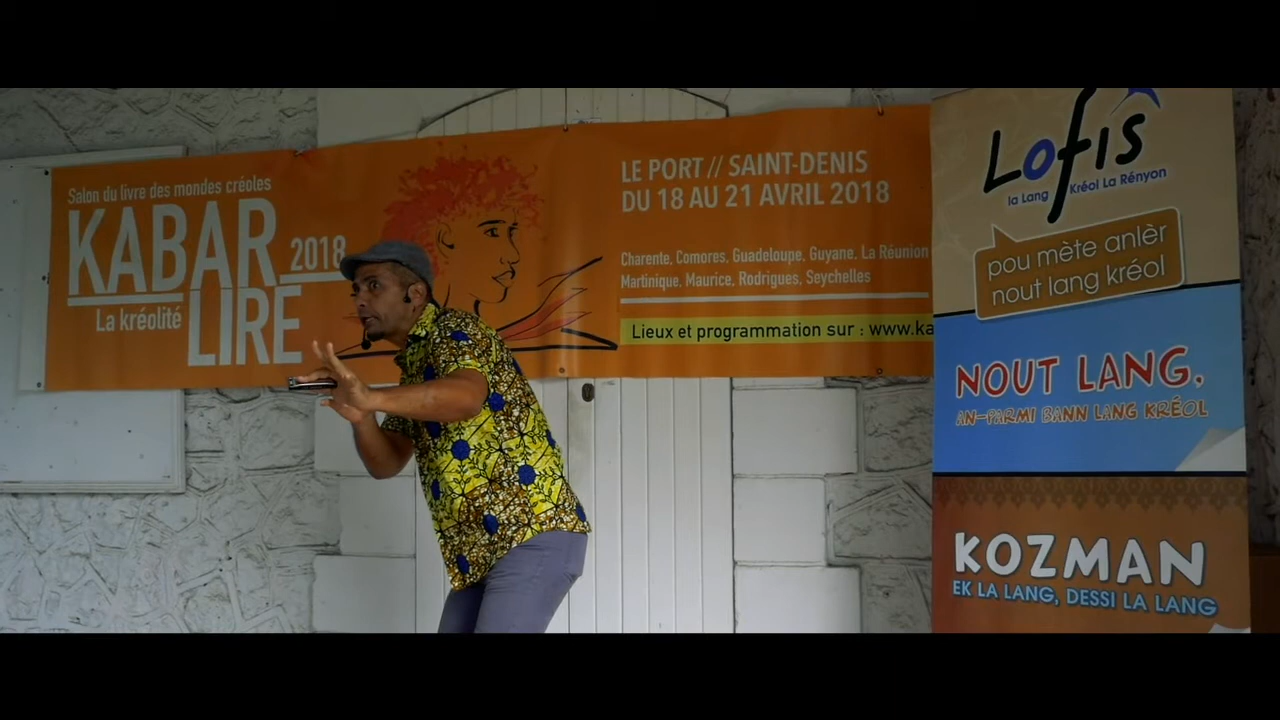 Salon du livre des mondes créoles
KABAR
2018
LIRE
La kréolité
LE PORT // SAINT-DENIS
DU 18 AU 21 AVRIL 2018
Charente, Comores, Guadeloupe, Guyane, La Réunion
Martinique, Maurice, Rodrigues, Seychelles
Lieux et programmation sur : www.ka
Lofis
la Lang Kréol La Rényon
pou mète anlèr
nout lang kréol
NOUT LANG.
AN-PARMI BANN LANG KRÉOL
KOZMAN
EK LA LANG, DESSI LA LANG